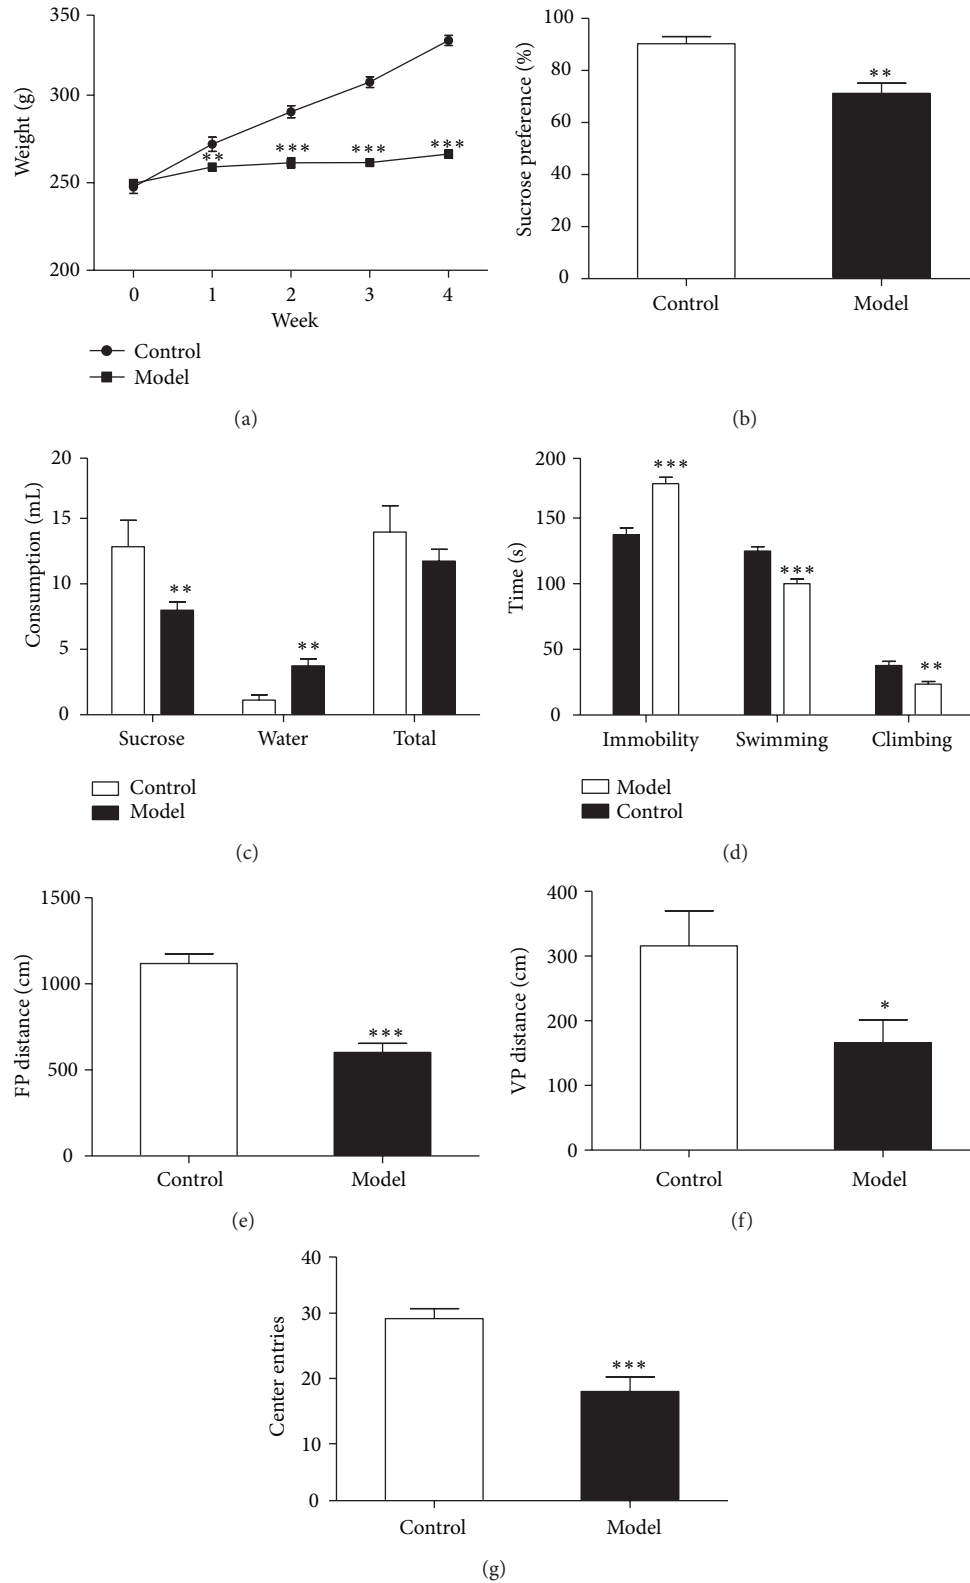 350
300
250
200
Weight (g)
**
***
***
***
0 1 2 3 4
Week
Control
Model
(a)
100
80
60
40
20
0
Sucrose preference (%)
**
Control Model
(b)
20
15
10
5
0
Consumption (mL)
**
**
Sucrose Water Total
Control
Model
(c)
200
150
100
50
0
Time (s)
***
***
**
Immobility Swimming Climbing
Model
Control
(d)
1500
1000
500
0
FP distance (cm)
***
Control Model
(e)
400
300
200
100
0
VP distance (cm)
*
Control Model
(f)
40
30
20
10
0
Center entries
***
Control Model
(g)